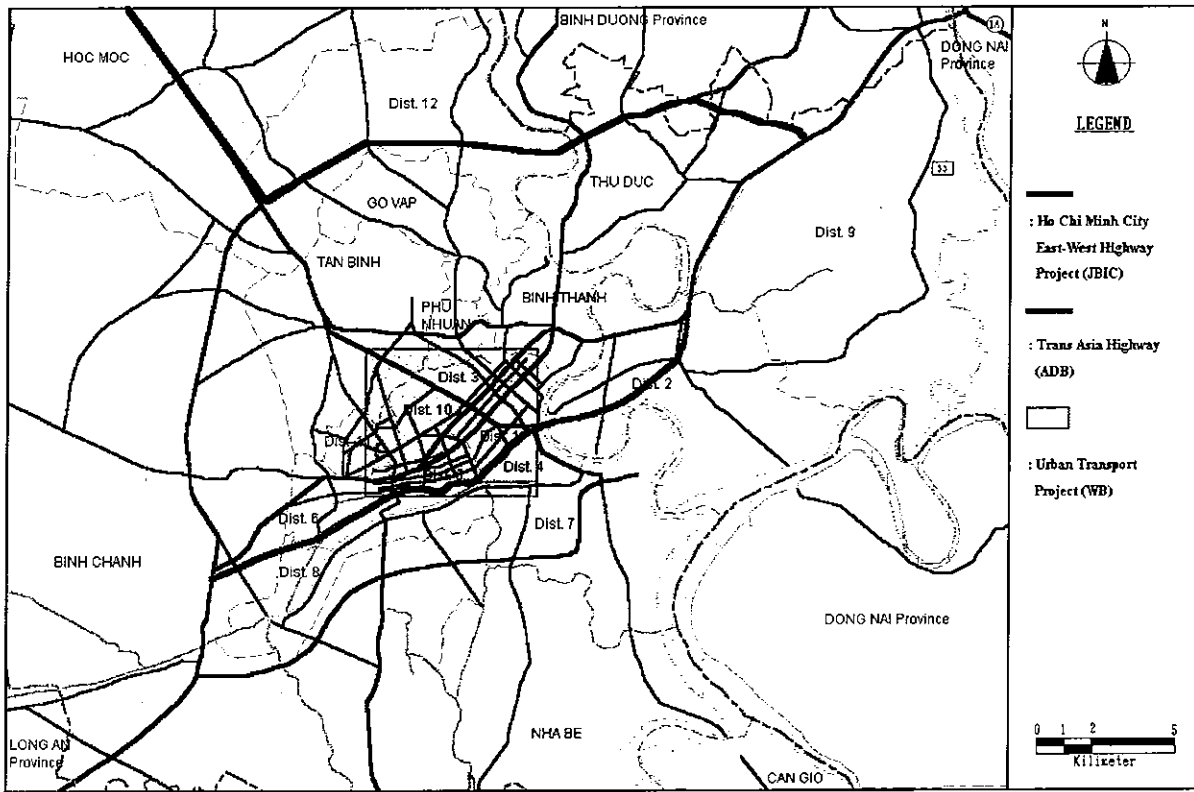 BINH DUONG Province
1A
HOC MOC
DONG NAI
Province
Dist. 12
THU DUC
33
GO VAP
Dist. 9
TAN BINH
BINH THANH
PHU
NHUAN
Dist. 3
Dist. 2
Dist. 10
Dist. 4
Dist. 6
Dist. 7
BINH CHANH
Dist. 8
DONG NAI Province
NHA BE
LONG AN
Province
CAN GIO
N
LEGEND
: Ho Chi Minh City
East-West Highway
Project (JBIC)
: Trans Asia Highway
(ADB)
: Urban Transport
Project (WB)
0 1 2 5
Kilimeter